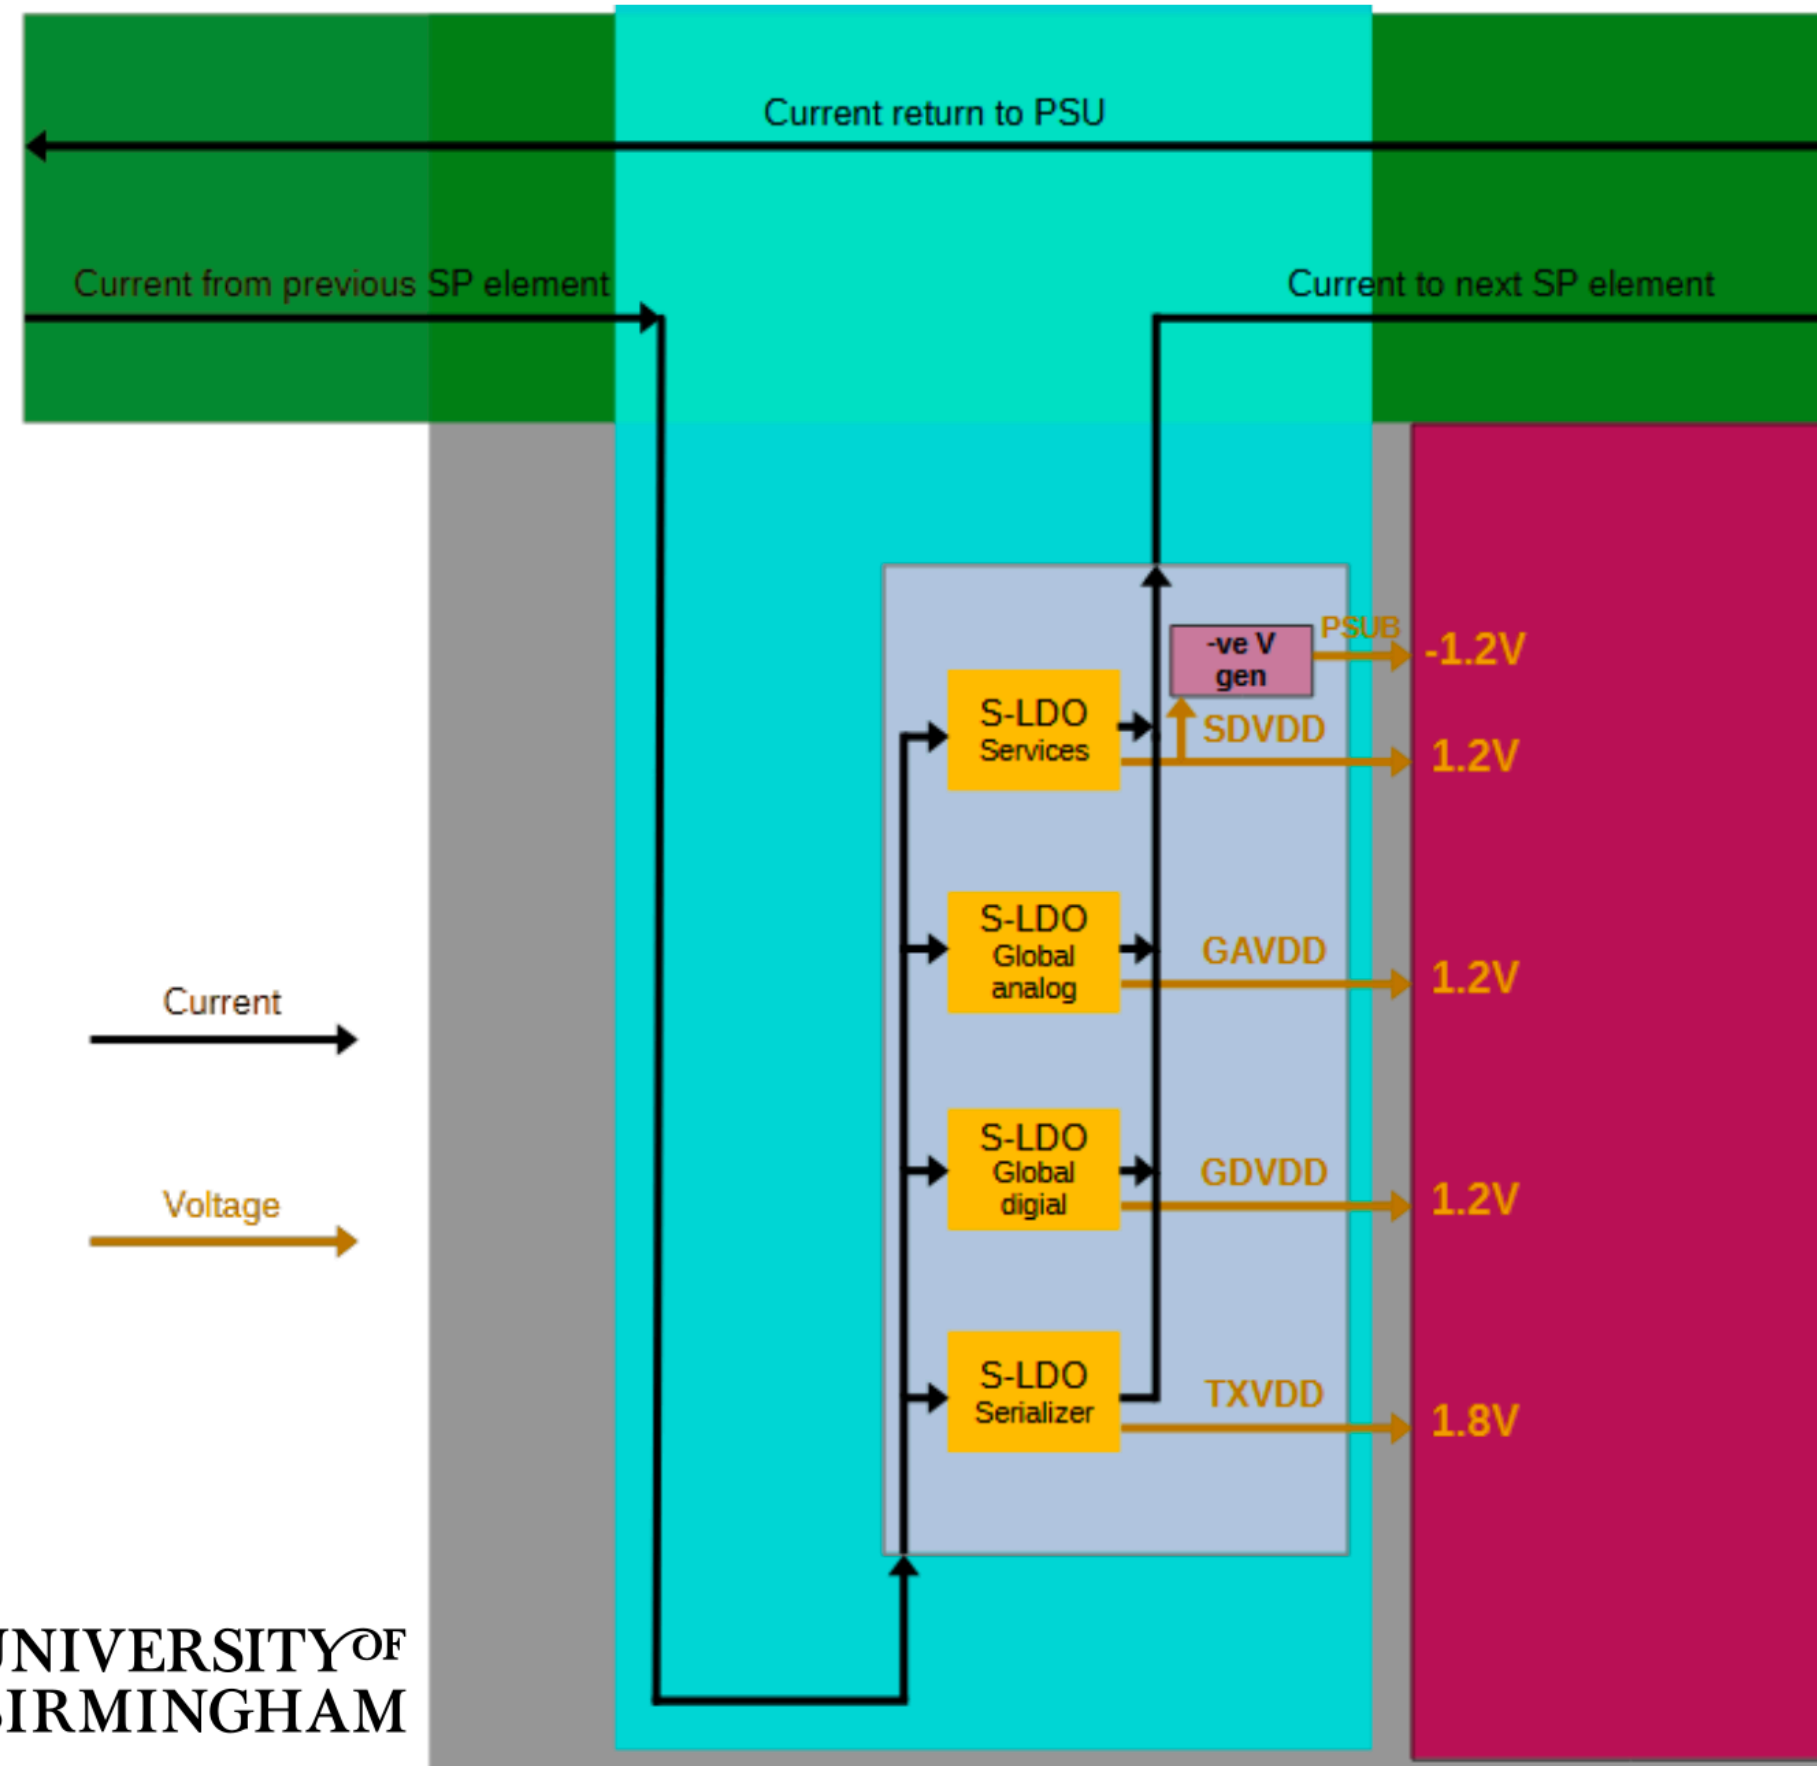 Current return to PSU
Current from previous SP element
Current to next SP element
-ve V
gen
PSUB
-1.2V
S-LDO
Services
SDVDD
1.2V
S-LDO
Global
analog
GAVDD
1.2V
Current
S-LDO
Global
digial
GDVDD
1.2V
Voltage
S-LDO
Serializer
TXVDD
1.8V
UNIVERSITY OF
BIRMINGHAM